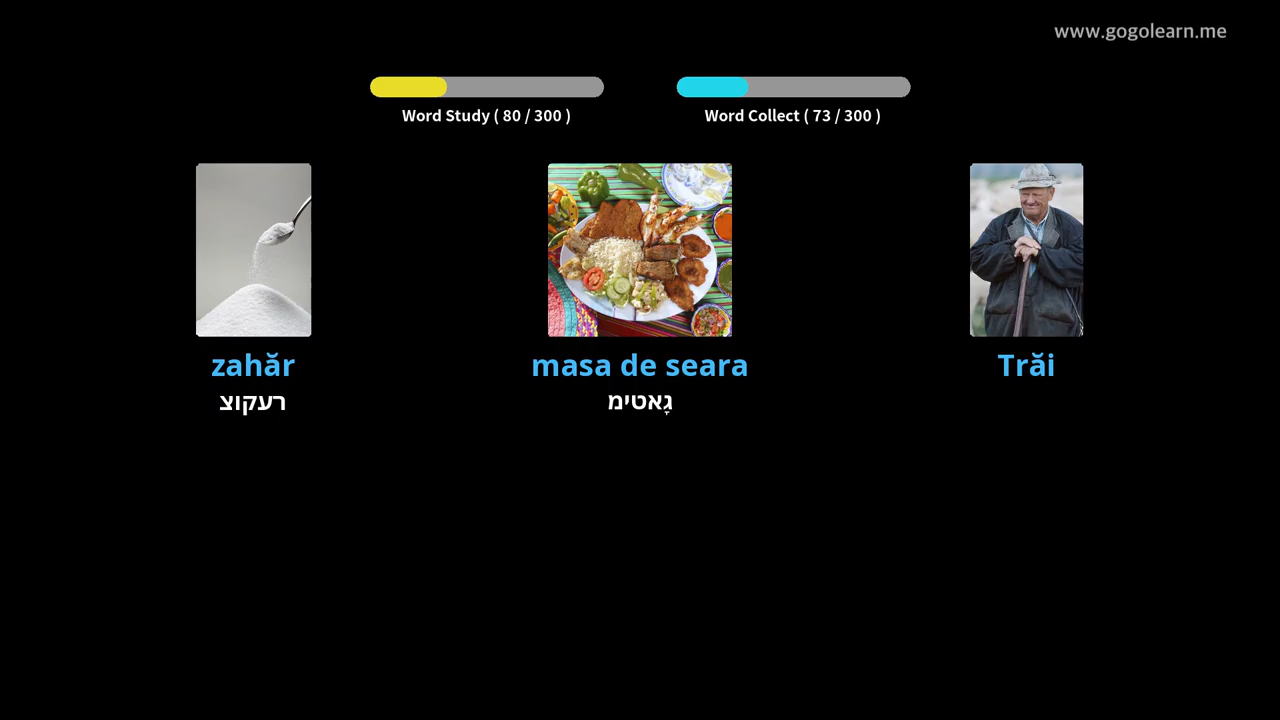 www.gogolearn.me
Word Study ( 80 / 300 )
Word Collect ( 73 / 300 )
zahăr
masa de seara
Trăi
רעקוצ
גָאטימ